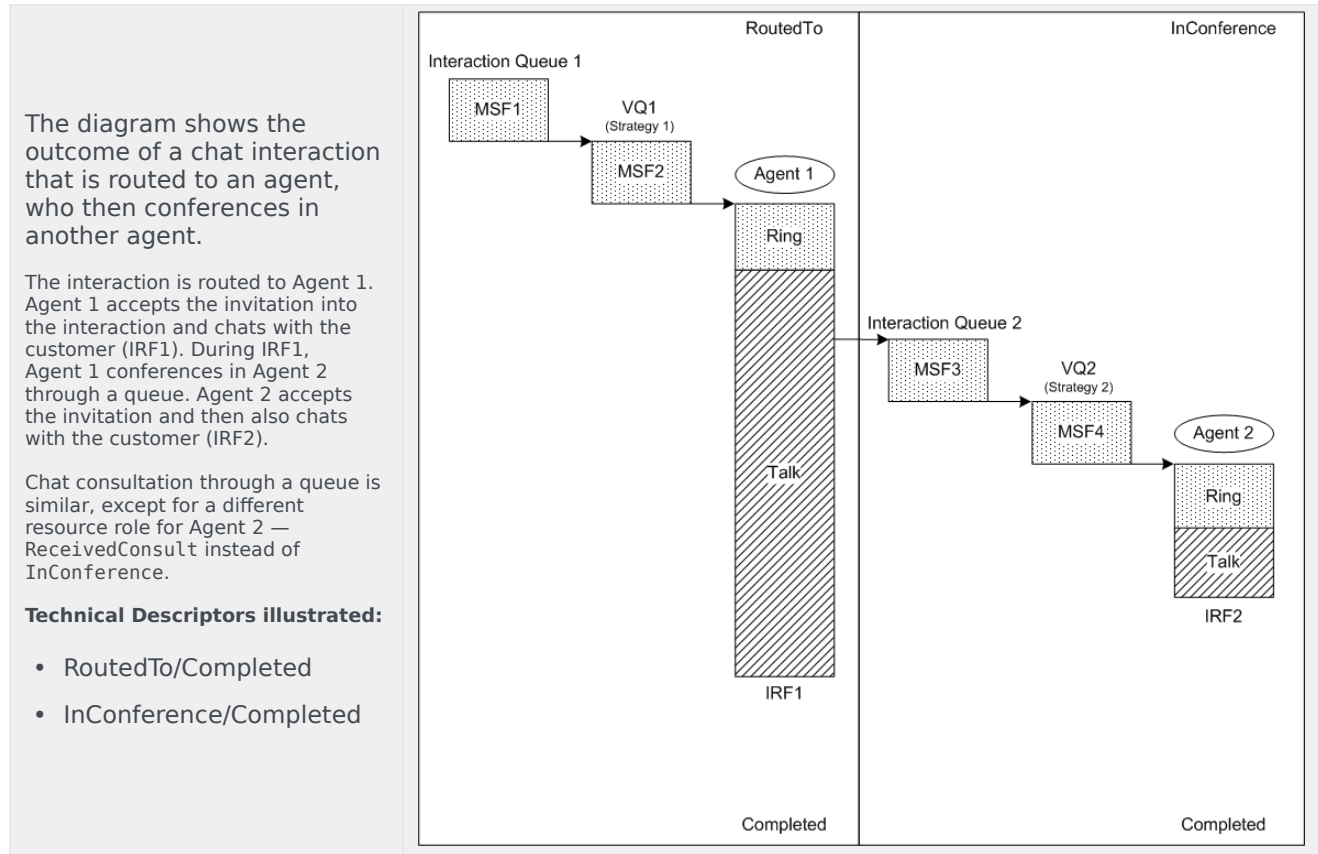 The diagram shows the
outcome of a chat interaction
that is routed to an agent,
who then conferences in
another agent.
The interaction is routed to Agent 1.
Agent 1 accepts the invitation into
the interaction and chats with the
customer (IRF1). During IRF1,
Agent 1 conferences in Agent 2
through a queue. Agent 2 accepts
the invitation and then also chats
with the customer (IRF2).
Chat consultation through a queue is
similar, except for a different
resource role for Agent 2 —
ReceivedConsult instead of
InConference.
Technical Descriptors illustrated:
• RoutedTo/Completed
• InConference/Completed
RoutedTo
Interaction Queue 1
MSF1
VQ1
(Strategy 1)
MSF2
Agent 1
Ring
Talk
IRF1
Completed
InConference
Interaction Queue 2
MSF3
VQ2
(Strategy 2)
MSF4
Agent 2
Ring
Talk
IRF2
Completed